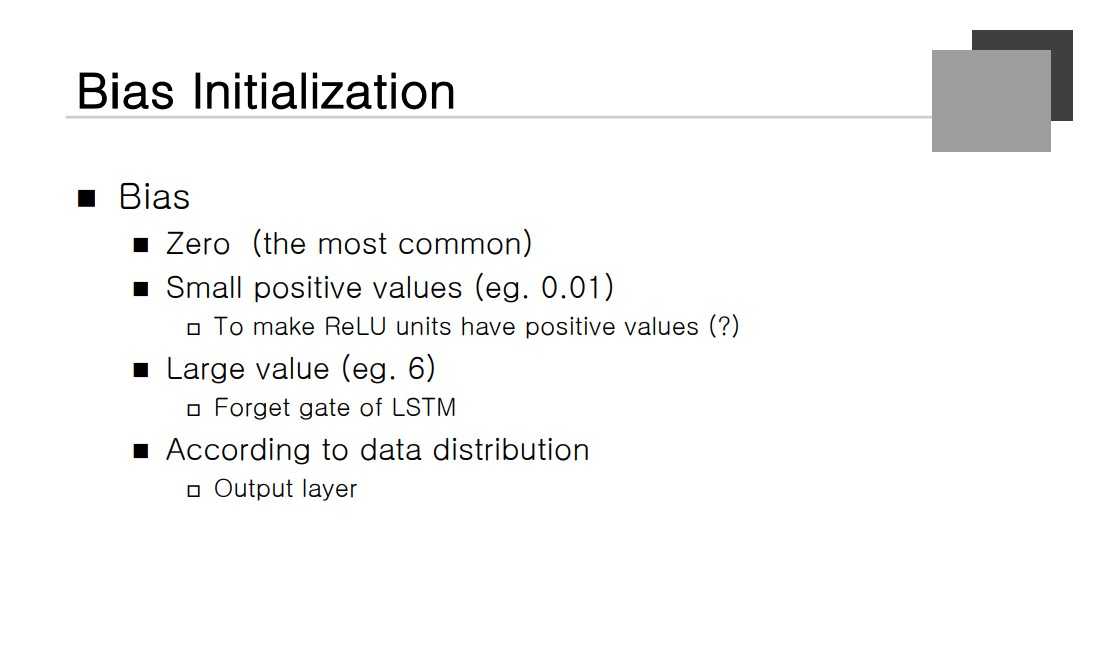 Bias Initialization
Bias
Zero (the most common)
Small positive values (eg. 0.01)
To make ReLU units have positive values (?)
Large value (eg. 6)
Forget gate of LSTM
According to data distribution
Output layer